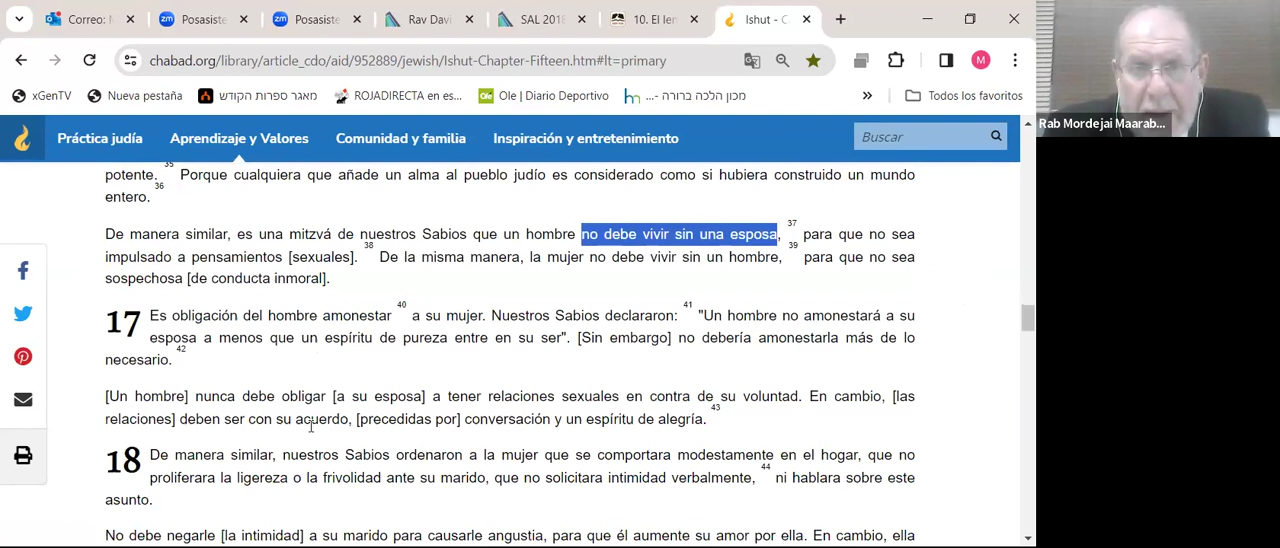 Correo: M
Posasiste
Posasiste
Rav Davi
SAL 2018
10. El ler
Ishut - C
chabad.org/library/article_cdo/aid/952889/jewish/Ishut-Chapter-Fifteen.htm#lt=primary
M
xGenTV
Nueva pestaña
מאגר ספרות הקודש
ROJADIRECTA en es...
Ole | Diario Deportivo
מכון הלכה ברורה -...
»
Todos los favoritos
Rab Mordejai Maarab...
Práctica judía
Aprendizaje y Valores
Comunidad y familia
Inspiración y entretenimiento
Buscar
potente. 35 Porque cualquiera que añade un alma al pueblo judío es considerado como si hubiera construido un mundo
entero. 36
De manera similar, es una mitzvá de nuestros Sabios que un hombre no debe vivir sin una esposa, 37 para que no sea
impulsado a pensamientos [sexuales]. 38 De la misma manera, la mujer no debe vivir sin un hombre, 39 para que no sea
sospechosa [de conducta inmoral].
17 Es obligación del hombre amonestar 40 a su mujer. Nuestros Sabios declararon: 41 "Un hombre no amonestará a su
esposa a menos que un espíritu de pureza entre en su ser". [Sin embargo] no debería amonestarla más de lo
necesario. 42
[Un hombre] nunca debe obligar [a su esposa] a tener relaciones sexuales en contra de su voluntad. En cambio, [las
relaciones] deben ser con su acuerdo, [precedidas por] conversación y un espíritu de alegría. 43
18 De manera similar, nuestros Sabios ordenaron a la mujer que se comportara modestamente en el hogar, que no
proliferara la ligereza o la frivolidad ante su marido, que no solicitara intimidad verbalmente, 44 ni hablara sobre este
asunto.
No debe negarle [la intimidad] a su marido para causarle angustia, para que él aumente su amor por ella. En cambio, ella